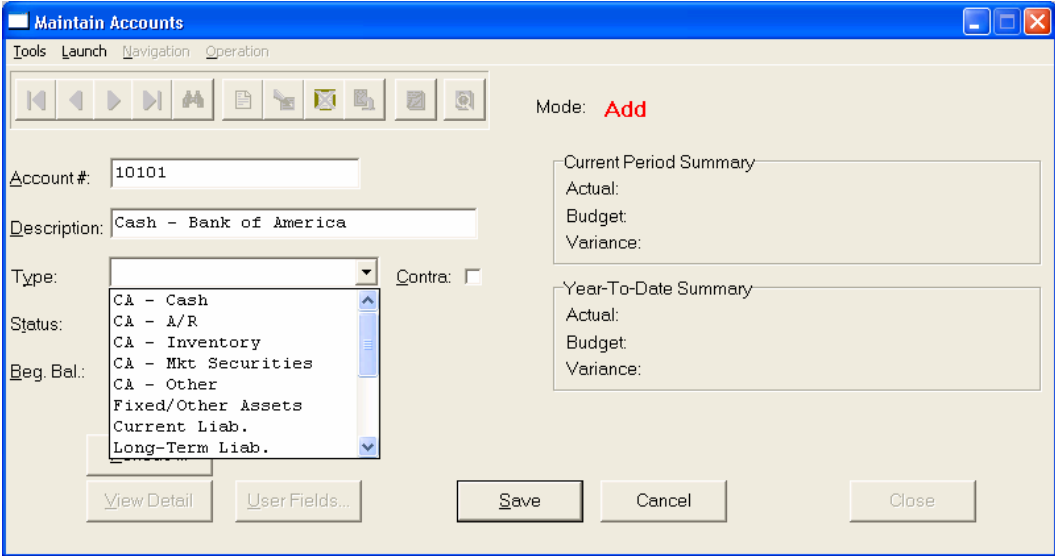 Maintain Accounts
Tools Launch Navigation Operation
Mode: Add
Account #: 10101
Description: Cash - Bank of America
Type:
Contra:
CA - Cash
CA - A/R
CA - Inventory
CA - Mkt Securities
CA - Other
Fixed/Other Assets
Current Liab.
Long-Term Liab.
Status:
Beg. Bal.:
Current Period Summary
Actual:
Budget:
Variance:
Year-To-Date Summary
Actual:
Budget:
Variance:
View Detail User Fields... Save Cancel Close